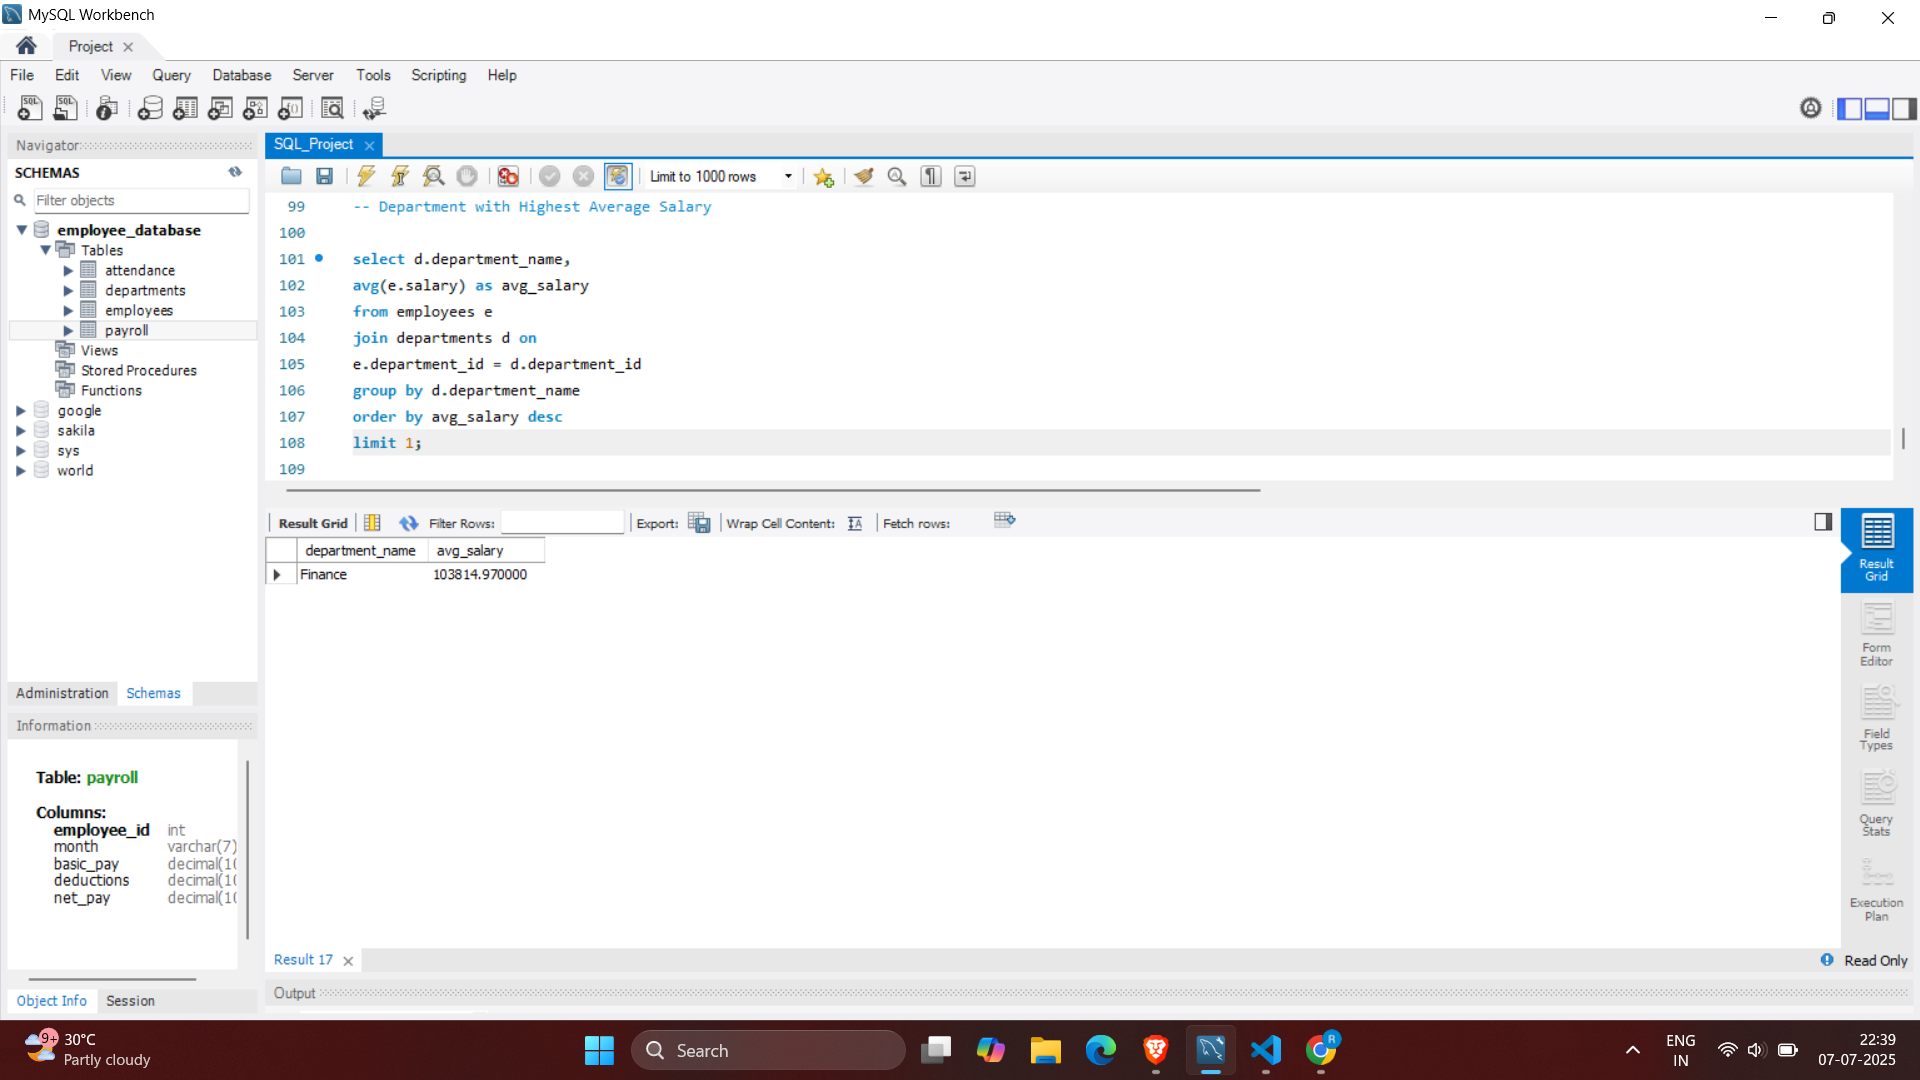 MySQL Workbench
Project
File Edit View Query Database Server Tools Scripting Help
Navigator
SCHEMAS
Filter objects
employee_database
Tables
attendance
departments
employees
payroll
Views
Stored Procedures
Functions
google
sakila
sys
world
Administration Schemas
Information
Table: payroll
Columns:
employee_id int
month varchar(7)
basic_pay decimal(10
deductions decimal(10
net_pay decimal(10
Object Info Session
SQL_Project
Limit to 1000 rows
99 -- Department with Highest Average Salary
100
101 select d.department_name,
102 avg(e.salary) as avg_salary
103 from employees e
104 join departments d on
105 e.department_id = d.department_id
106 group by d.department_name
107 order by avg_salary desc
108 limit 1;
109
Result Grid Filter Rows: Export: Wrap Cell Content: Fetch rows:
department_name avg_salary
Finance 103814.970000
Result Grid
Form Editor
Field Types
Query Stats
Execution Plan
Result 17
Read Only
Output
9+
30°C
Partly cloudy
Search
R
ENG
IN
22:39
07-07-2025